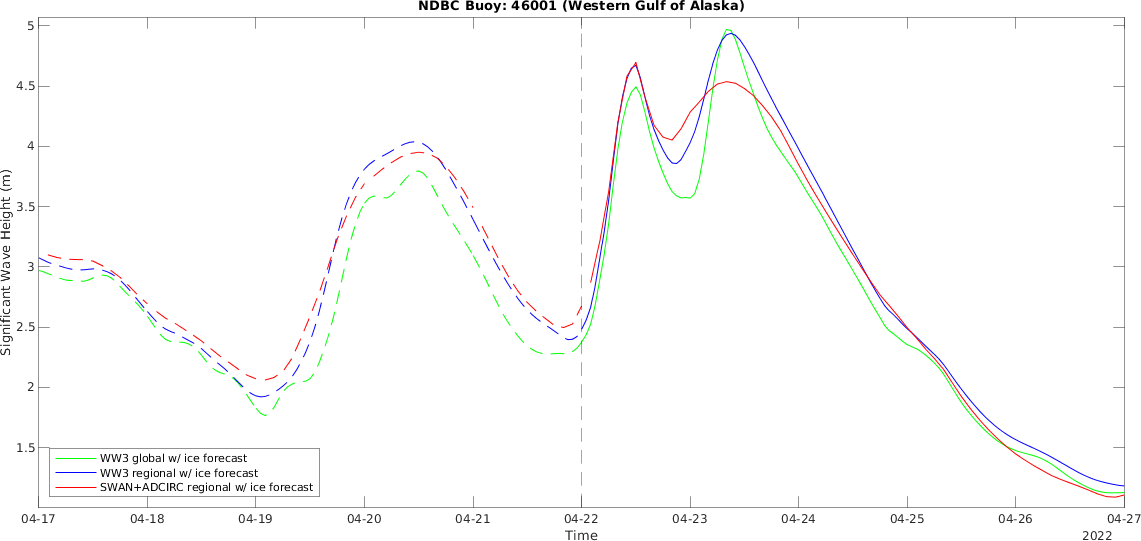 NDBC Buoy: 46001 (Western Gulf of Alaska)
5
4.5
4
3.5
3
2.5
2
1.5
Significant Wave Height (m)
WW3 global w/ ice forecast
WW3 regional w/ ice forecast
SWAN+ADCIRC regional w/ ice forecast
04-17 04-18 04-19 04-20 04-21 04-22 04-23 04-24 04-25 04-26 04-27
Time
2022